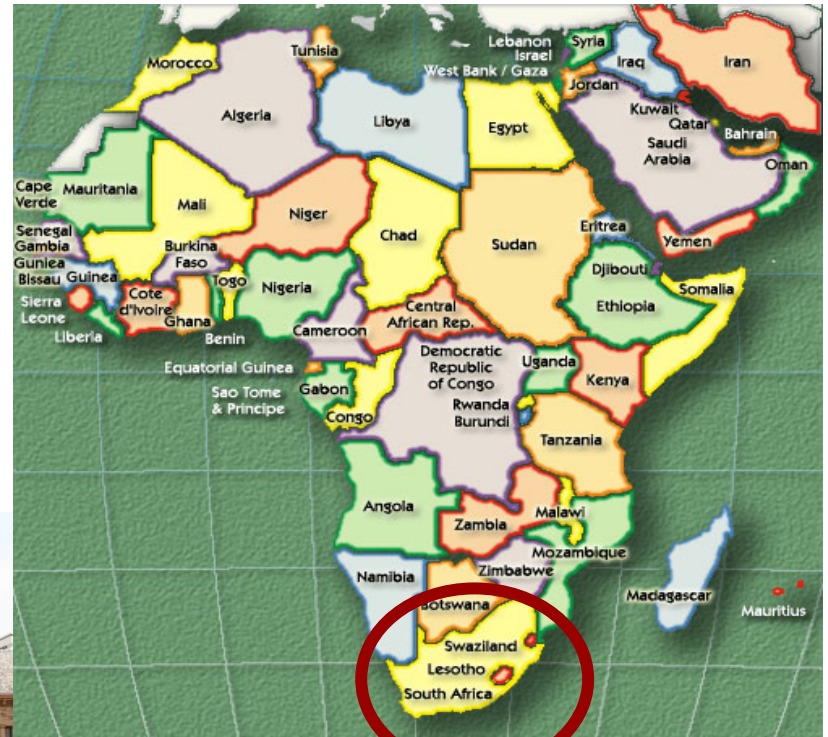 Morocco
Tunisia
Lebanon
Israel
West Bank / Gaza
Syria
Iraq
Iran
Jordan
Algeria
Libya
Egypt
Kuwait
Qatar
Bahrain
Saudi
Arabia
Oman
Cape
Verde
Mauritania
Mali
Niger
Chad
Sudan
Eritrea
Yemen
Senegal
Gambia
Guniea
Bissau
Guinea
Burkina
Faso
Togo
Nigeria
Djibouti
Somalia
Sierra
Leone
Cote
d'Ivoire
Ghana
Liberia
Benin
Cameroon
Central
African Rep.
Ethiopia
Equatorial Guinea
Democratic
Republic
of Congo
Uganda
Kenya
Sao Tome
& Principe
Gabon
Congo
Rwanda
Burundi
Tanzania
Angola
Zambia
Malawi
Mozambique
Namibia
Zimbabwe
Botswana
Madagascar
Mauritius
Swaziland
Lesotho
South Africa